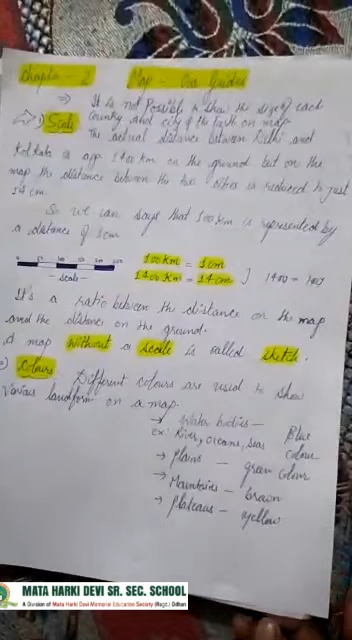 Chapter - 2 Map - Our Guides
⇒ It is not possible to show the size of each
country and city of the Earth on map.
1) Scale
The actual distance between Delhi and
Kolkata is app 1400 km on the ground but on the
map the distance between the two cities is reduced to just
14 cm.
So we can says that 100 km is represented by
a distance of 1cm
100 km = 1 cm
1400 km = 14 cm ]
- Scale -
It's a ratio between the distance on the map
and the distance on the ground.
A map without a scale is called sketch.
2) Colours: Different colours are used to show
various landform on a map.
→ Water bodies - Blue
Ex: River, Oceans, Seas colour
→ Plains - green colour
→ Mountains - brown
→ Plateaus - yellow
MATA HARKI DEVI SR. SEC. SCHOOL
A Division of Mata Harki Devi Memorial Education Society (Regd.) Odhan